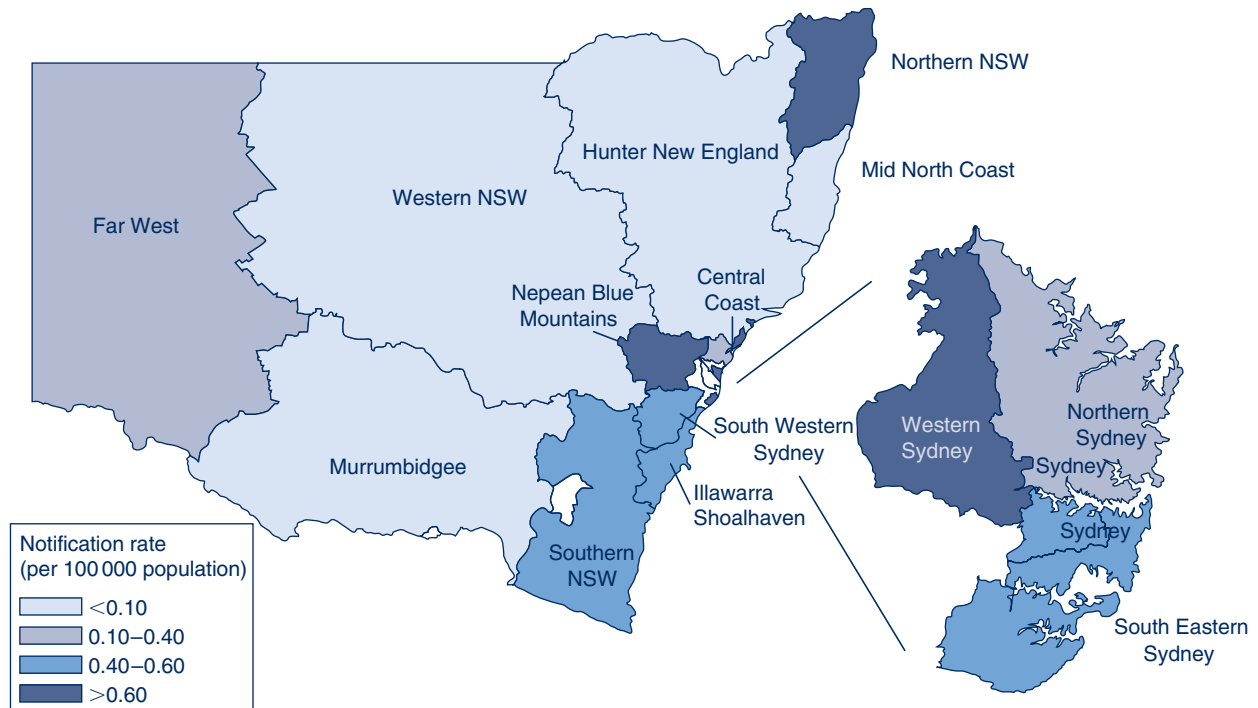 Northern NSW
Hunter New England
Mid North Coast
Western NSW
Far West
Central
Coast
Nepean Blue
Mountains
Northern
Sydney
Western
Sydney
South Western
Sydney
Sydney
Murrumbidgee
Illawarra
Shoalhaven
Sydney
Southern
NSW
South Eastern
Sydney
Notification rate
(per 100 000 population)
<0.10
0.10–0.40
0.40–0.60
>0.60